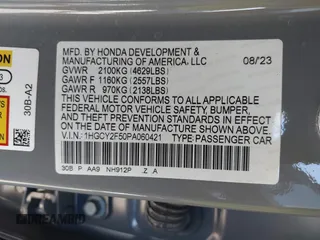 MFD. BY HONDA DEVELOPMENT &
MANUFACTURING OF AMERICA, LLC
08/23
GVWR 2100KG (4629LBS)
GAWR F 1160KG (2557LBS)
GAWR R 970KG (2138LBS)
THIS VEHICLE CONFORMS TO ALL APPLICABLE
FEDERAL MOTOR VEHICLE SAFETY, BUMPER,
AND THEFT PREVENTION STANDARDS IN EFFECT
ON THE DATE OF MANUFACTURE SHOWN ABOVE.
V.I.N.: 1HGCY2F50PA060421 TYPE: PASSENGER CAR
30B P AA9 NH912P Z A
30B-A2
3